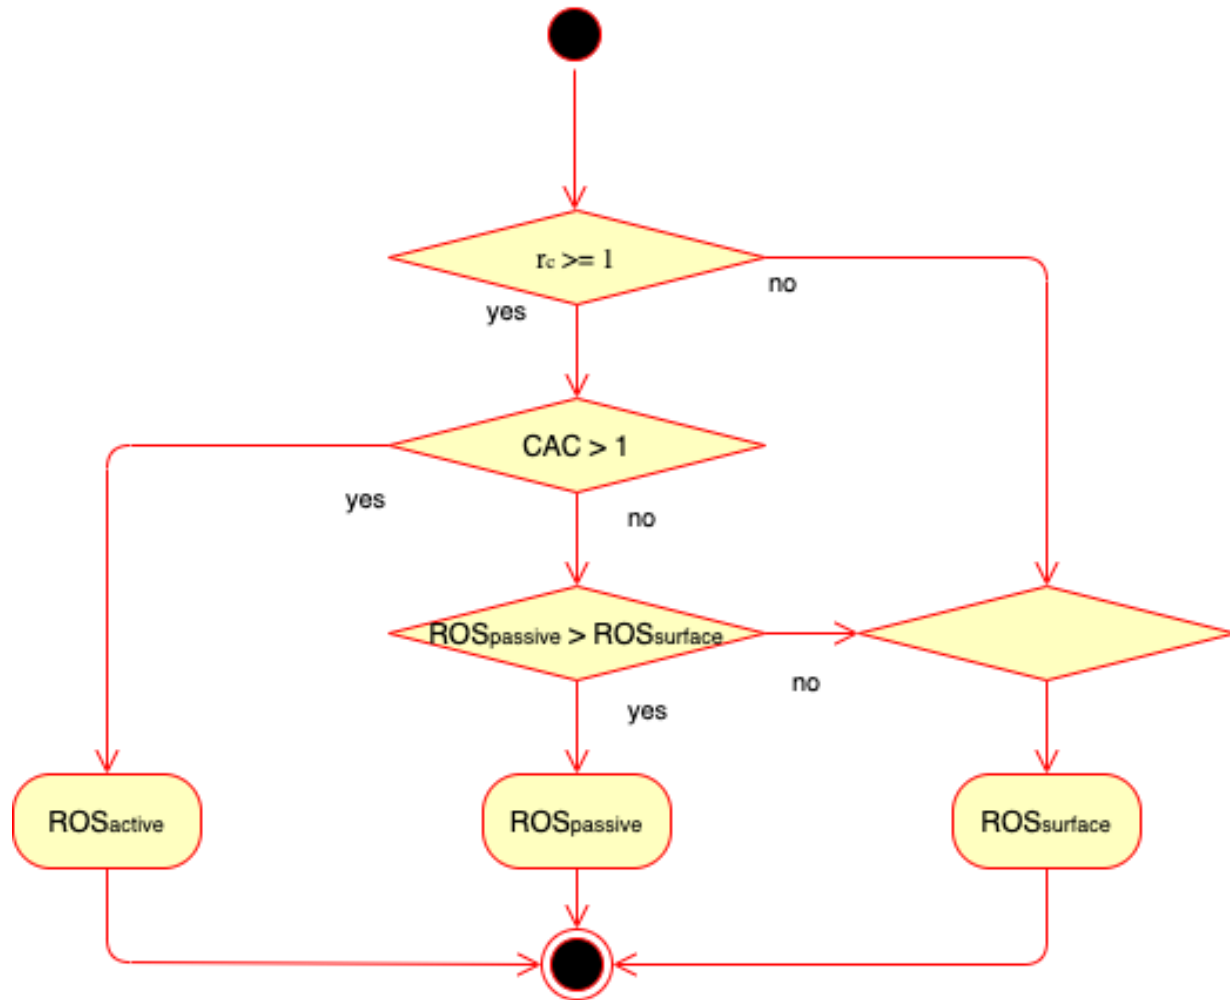 rc >= 1
no
yes
CAC > 1
yes
no
ROSpassive > ROSsurface
no
yes
ROSactive
ROSpassive
ROSsurface